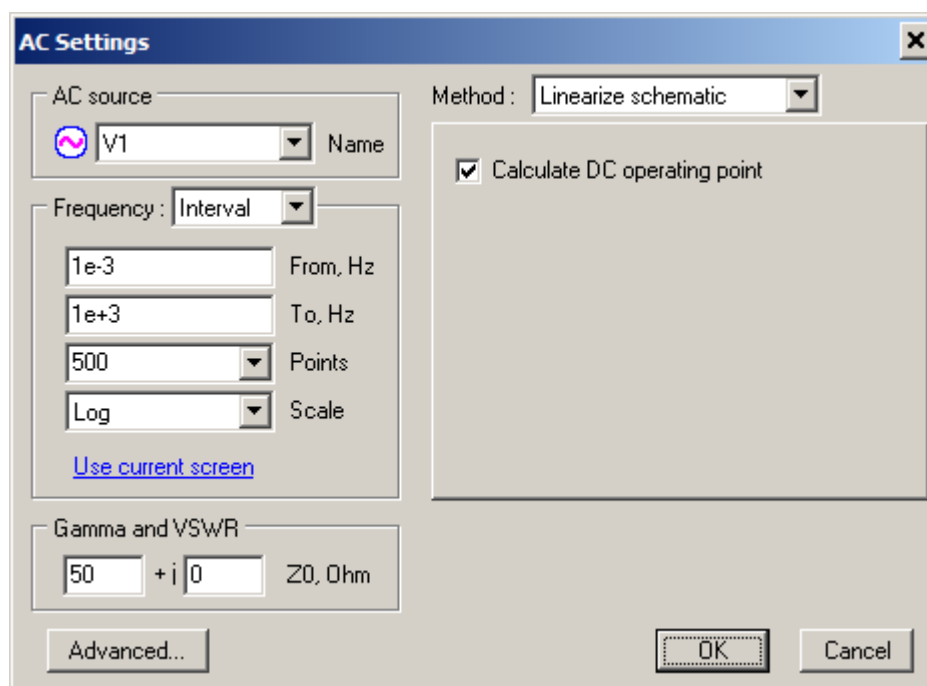 AC Settings
AC source
V1 Name
Frequency : Interval
1e-3 From, Hz
1e+3 To, Hz
500 Points
Log Scale
Use current screen
Gamma and VSWR
50 + j 0 Z0, Ohm
Advanced...
Method : Linearize schematic
Calculate DC operating point
OK Cancel